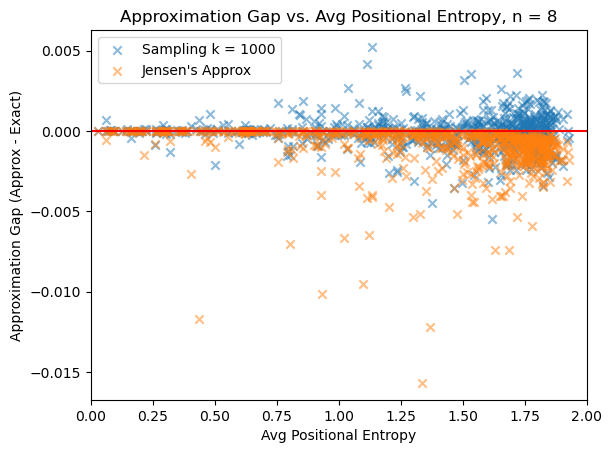 Approximation Gap vs. Avg Positional Entropy, n = 8
Sampling k = 1000
Jensen's Approx
Approximation Gap (Approx - Exact)
0.005
0.000
−0.005
−0.010
−0.015
0.00 0.25 0.50 0.75 1.00 1.25 1.50 1.75 2.00
Avg Positional Entropy